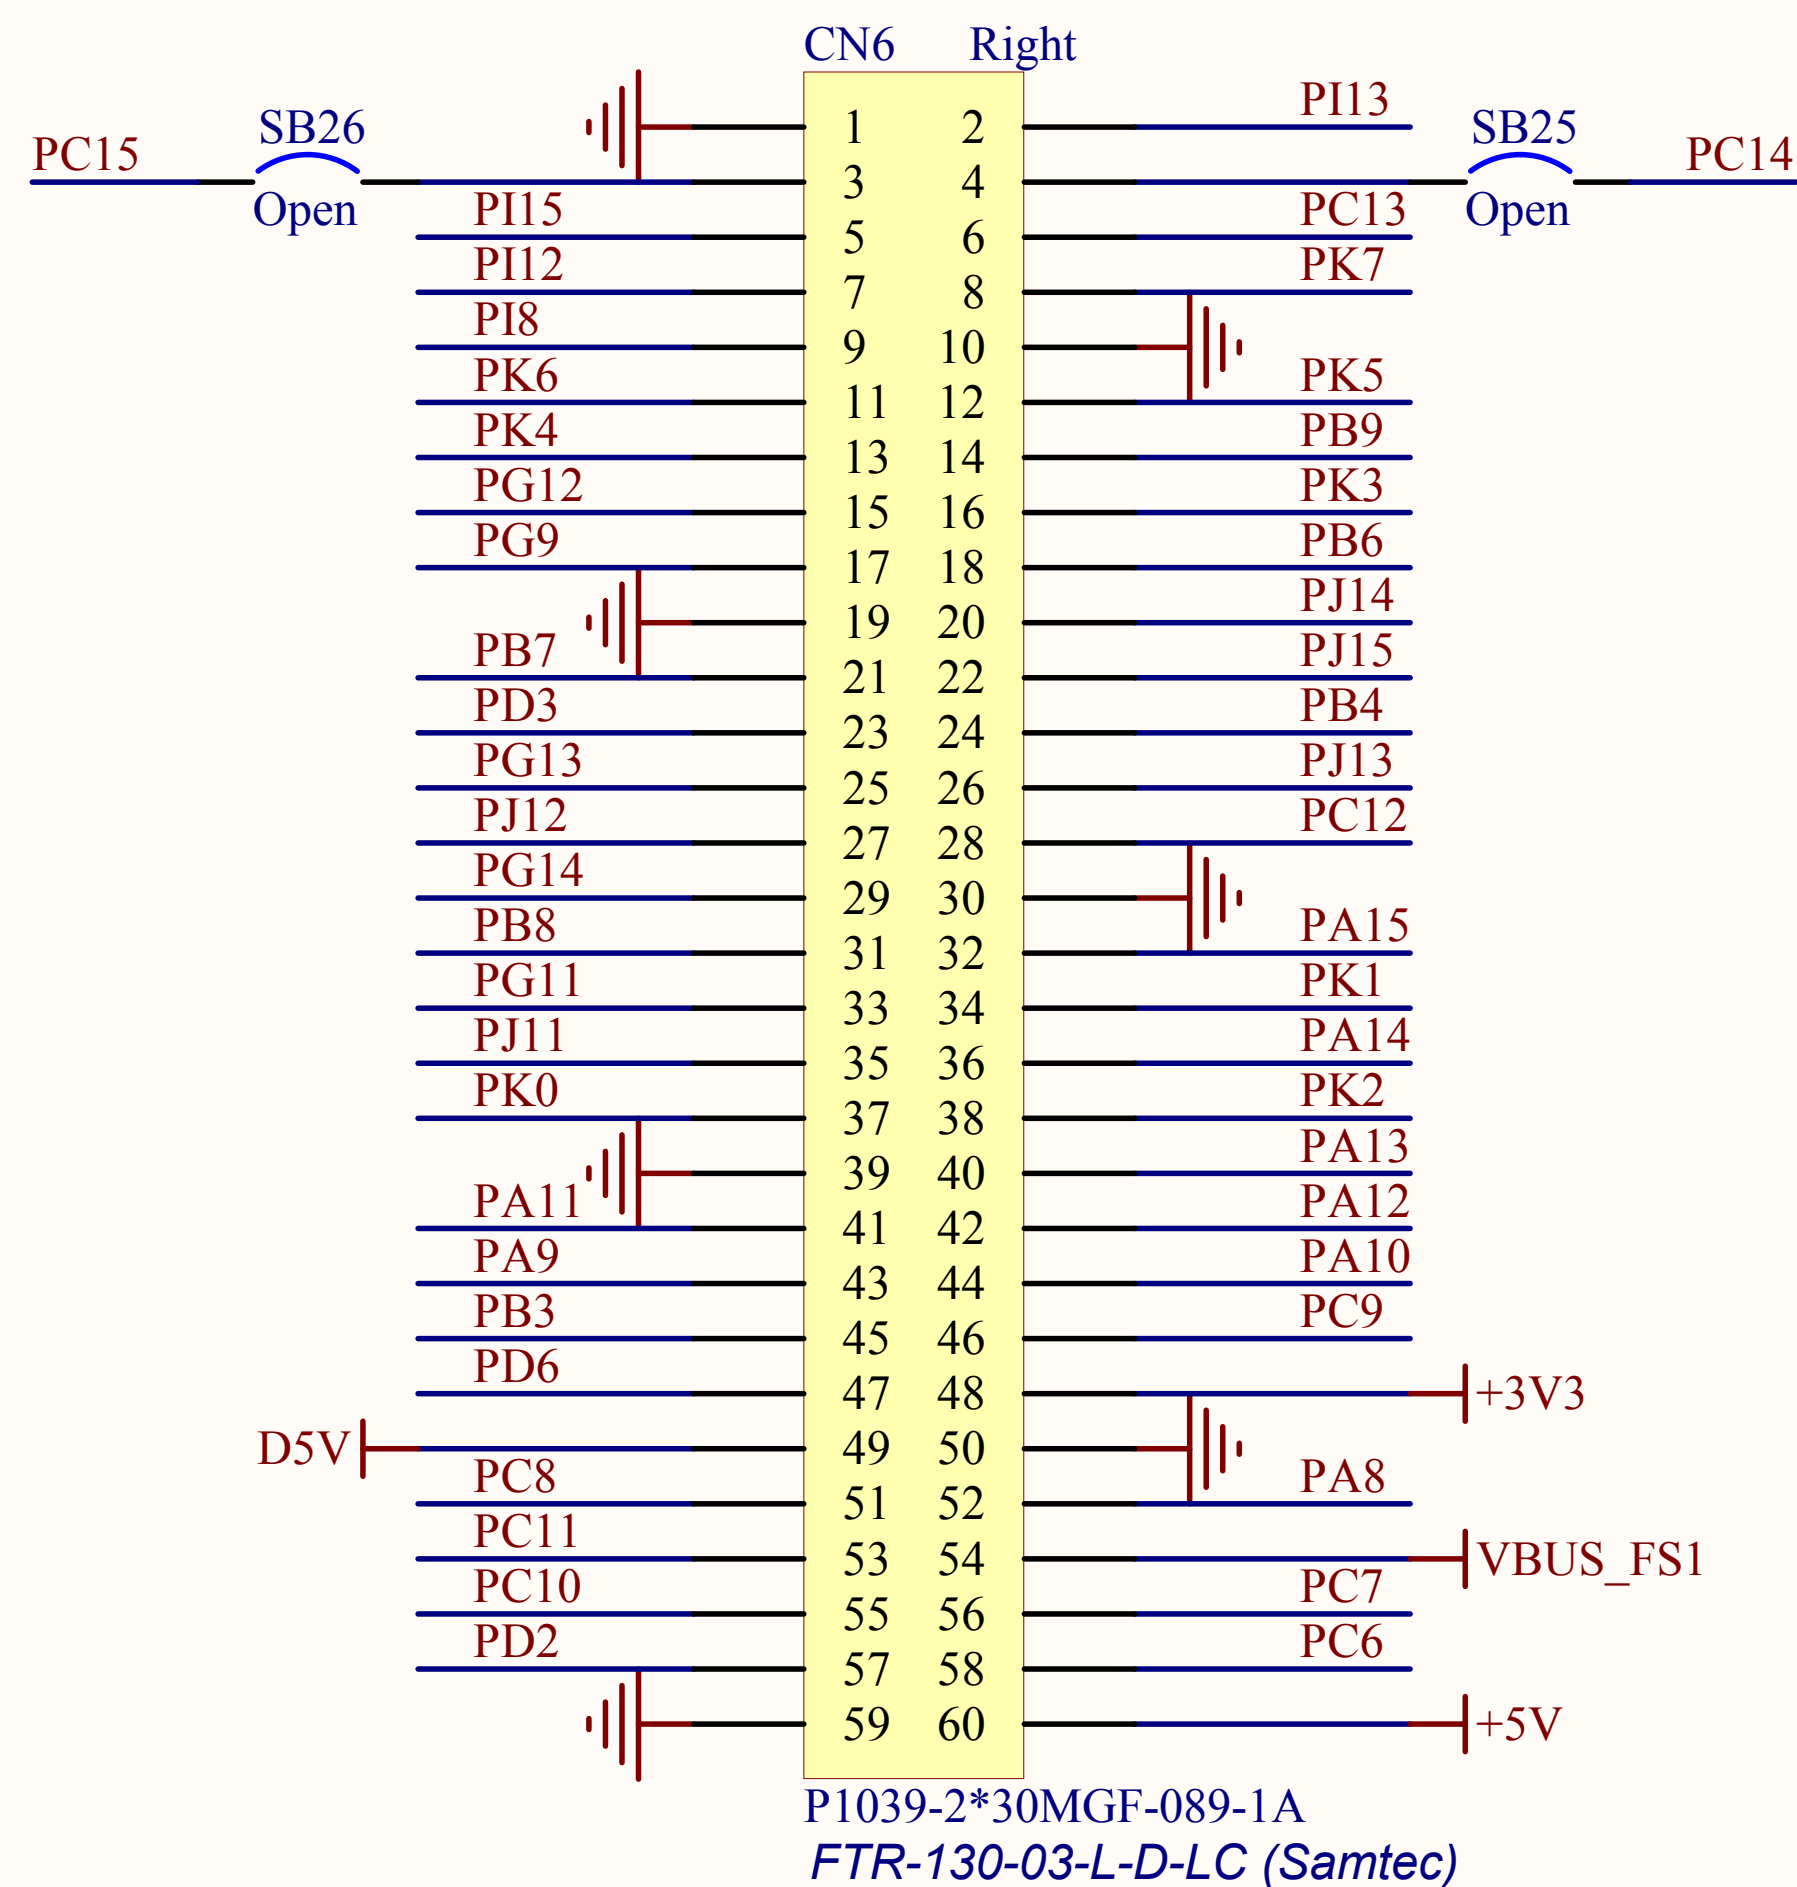 CN6 Right
PI13
1 2
PC15 SB26 SB25 PC14
3 4
Open Open
PI15 PC13
5 6
PI12 PK7
7 8
PI8
9 10
PK6 PK5
11 12
PK4 PB9
13 14
PG12 PK3
15 16
PG9 PB6
17 18
PJ14
19 20
PB7 PJ15
21 22
PD3 PB4
23 24
PG13 PJ13
25 26
PJ12 PC12
27 28
PG14
29 30
PB8 PA15
31 32
PG11 PK1
33 34
PJ11 PA14
35 36
PK0 PK2
37 38
PA13
39 40
PA11 PA12
41 42
PA9 PA10
43 44
PB3 PC9
45 46
PD6
47 48 +3V3
D5V 49 50
PC8 PA8
51 52
PC11
53 54 VBUS_FS1
PC10 PC7
55 56
PD2 PC6
57 58
59 60 +5V
P1039-2*30MGF-089-1A
FTR-130-03-L-D-LC (Samtec)